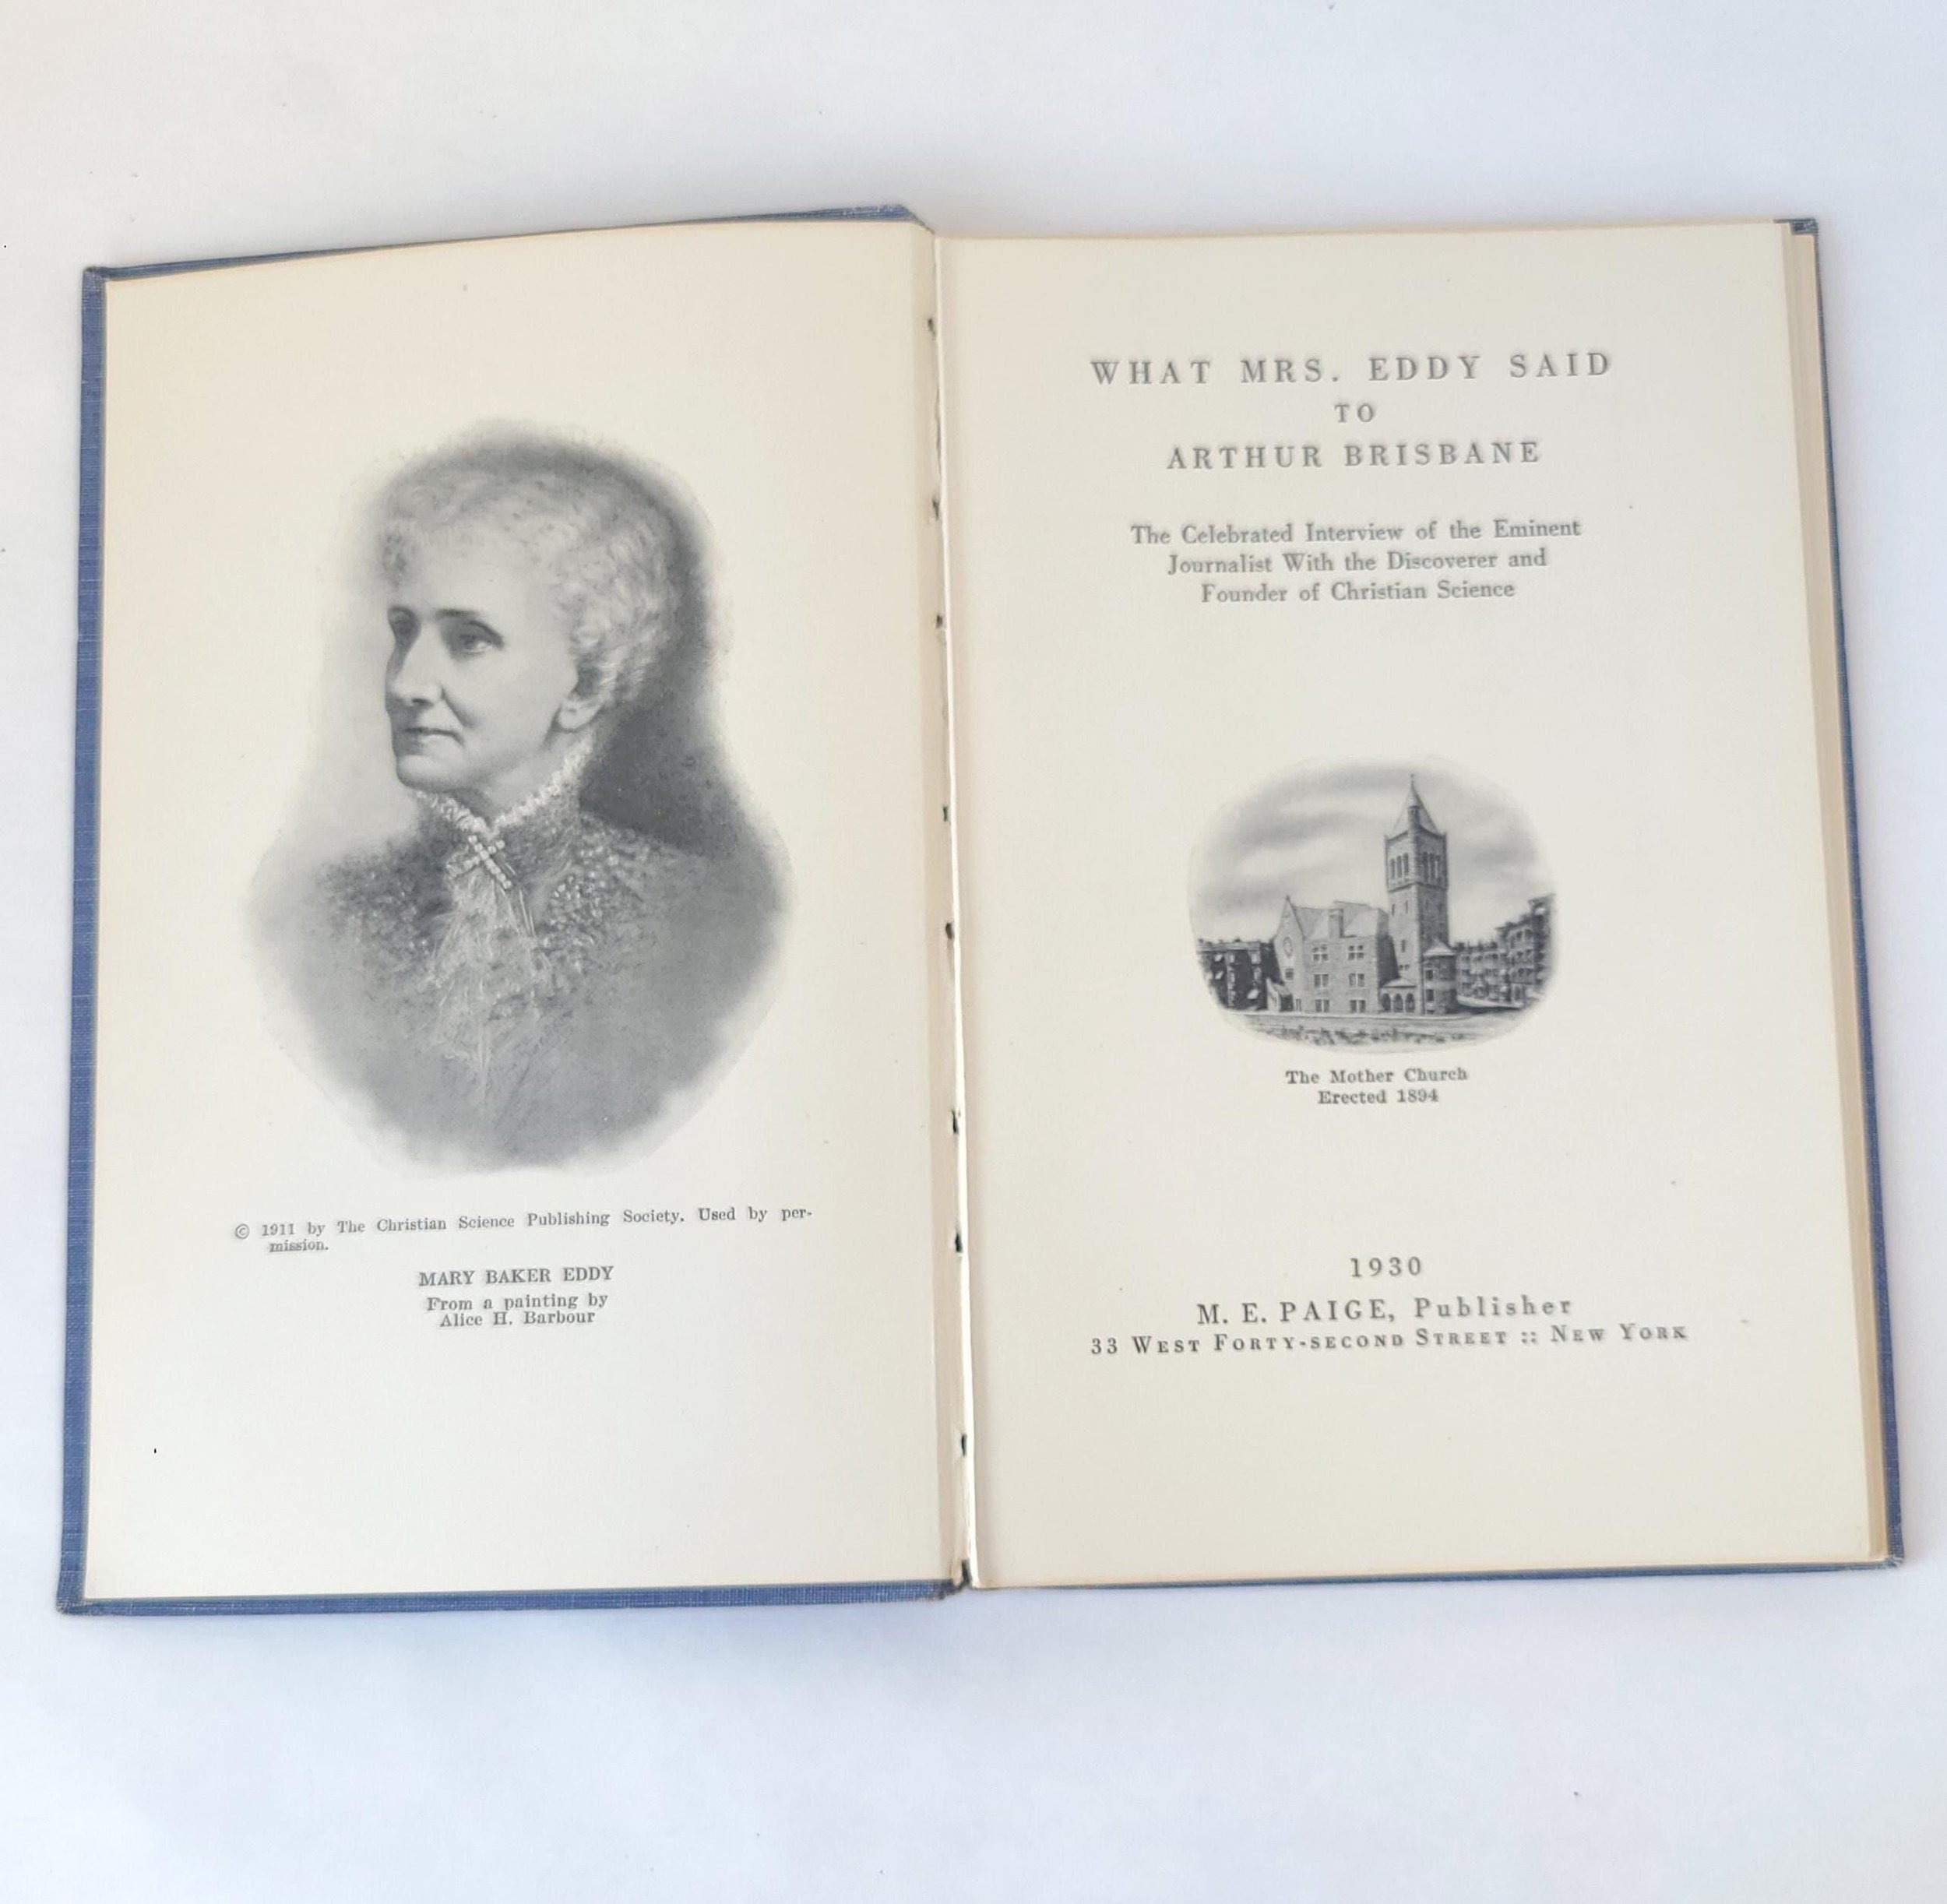 © 1911 by The Christian Science Publishing Society. Used by per-
mission.
MARY BAKER EDDY
From a painting by
Alice H. Barbour
WHAT MRS. EDDY SAID
TO
ARTHUR BRISBANE
The Celebrated Interview of the Eminent
Journalist With the Discoverer and
Founder of Christian Science
The Mother Church
Erected 1894
1930
M. E. PAIGE, Publisher
33 WEST FORTY-SECOND STREET :: NEW YORK